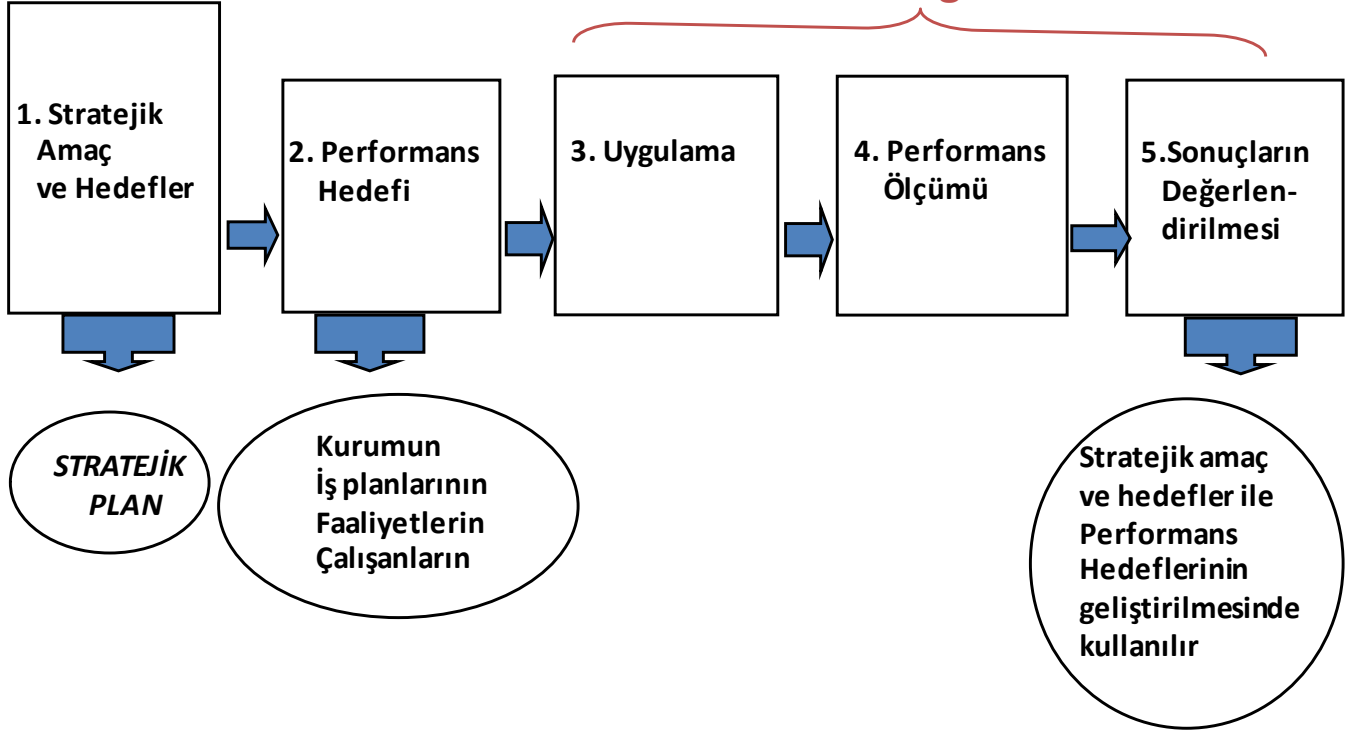 1. Stratejik
Amaç
ve Hedefler
2. Performans
Hedefi
3. Uygulama
4. Performans
Ölçümü
5.Sonuçların
Değerlen-
dirilmesi
STRATEJİK
PLAN
Kurumun
İş planlarının
Faaliyetlerin
Çalışanların
Stratejik amaç
ve hedefler ile
Performans
Hedeflerinin
geliştirilmesinde
kullanılır